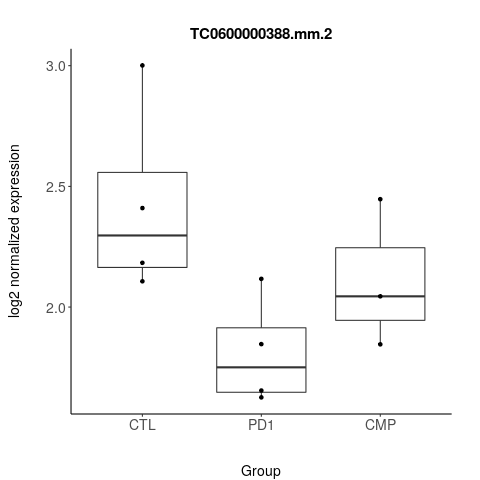 TC0600000388.mm.2
log2 normalized expression
3.0
2.5
2.0
CTL
PD1
CMP
Group